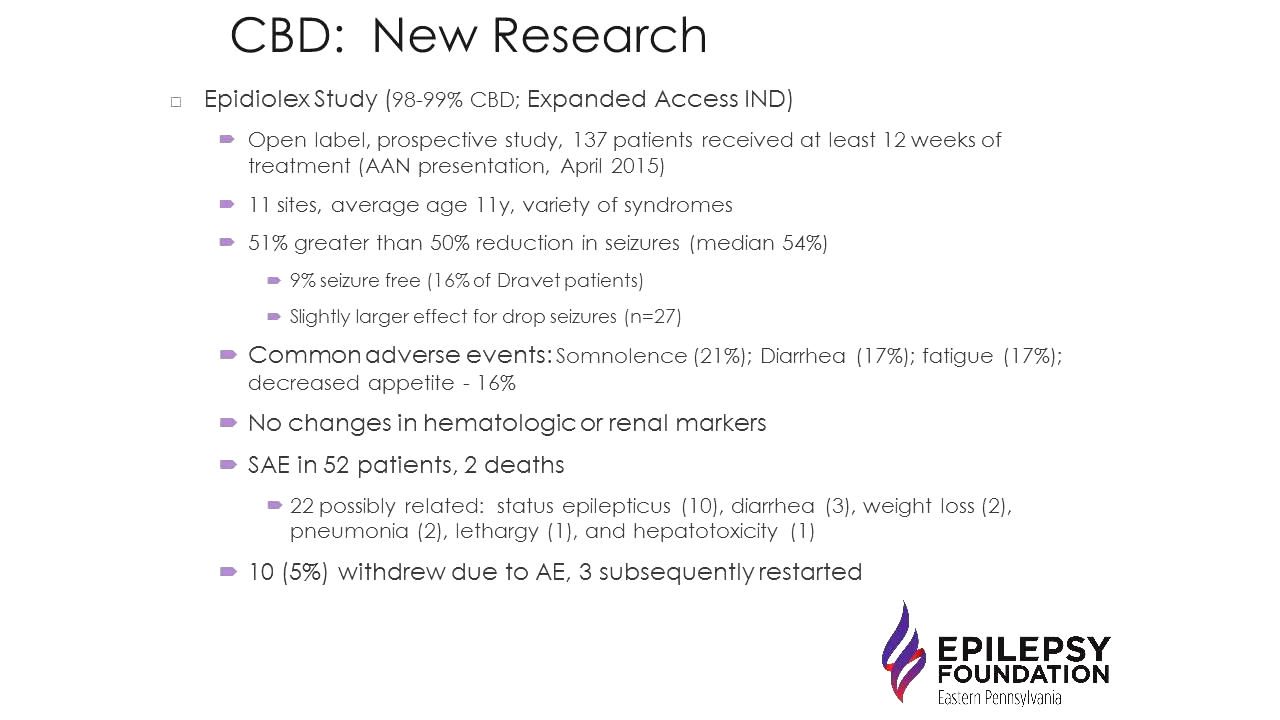 CBD: New Research
Epidiolex Study (98-99% CBD; Expanded Access IND)
Open label, prospective study, 137 patients received at least 12 weeks of
treatment (AAN presentation, April 2015)
11 sites, average age 11y, variety of syndromes
51% greater than 50% reduction in seizures (median 54%)
9% seizure free (16% of Dravet patients)
Slightly larger effect for drop seizures (n=27)
Common adverse events: Somnolence (21%); Diarrhea (17%); fatigue (17%);
decreased appetite - 16%
No changes in hematologic or renal markers
SAE in 52 patients, 2 deaths
22 possibly related: status epilepticus (10), diarrhea (3), weight loss (2),
pneumonia (2), lethargy (1), and hepatotoxicity (1)
10 (5%) withdrew due to AE, 3 subsequently restarted
EPILEPSY
FOUNDATION
Eastern Pennsylvania